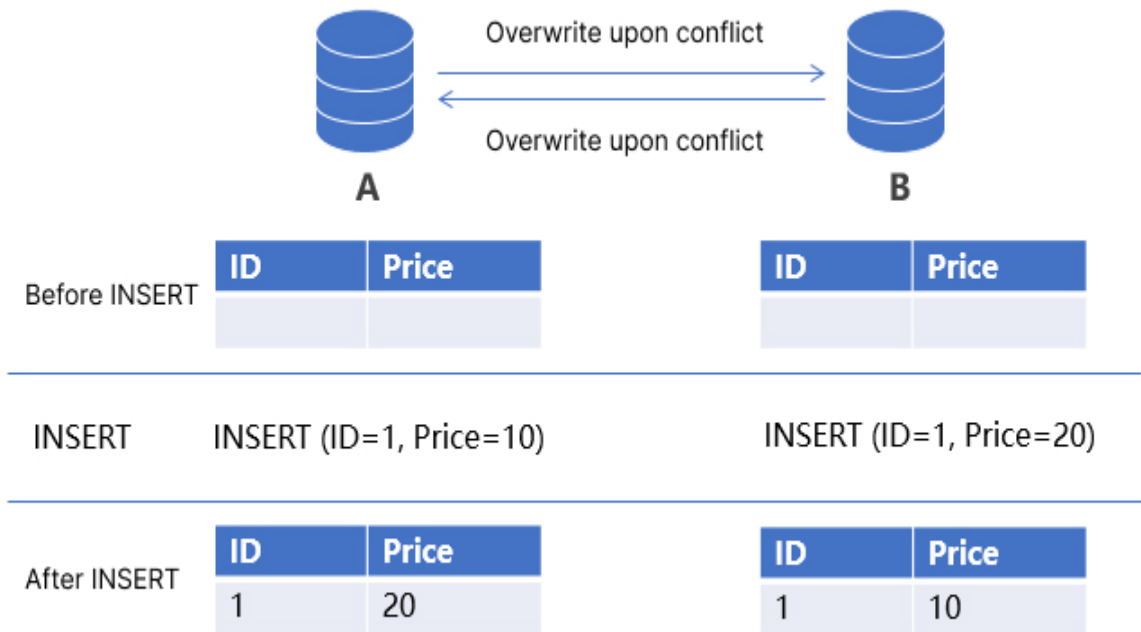 Overwrite upon conflict
Overwrite upon conflict
A B
ID Price ID Price
Before INSERT
INSERT INSERT (ID=1, Price=10) INSERT (ID=1, Price=20)
ID Price ID Price
After INSERT
1 20 1 10